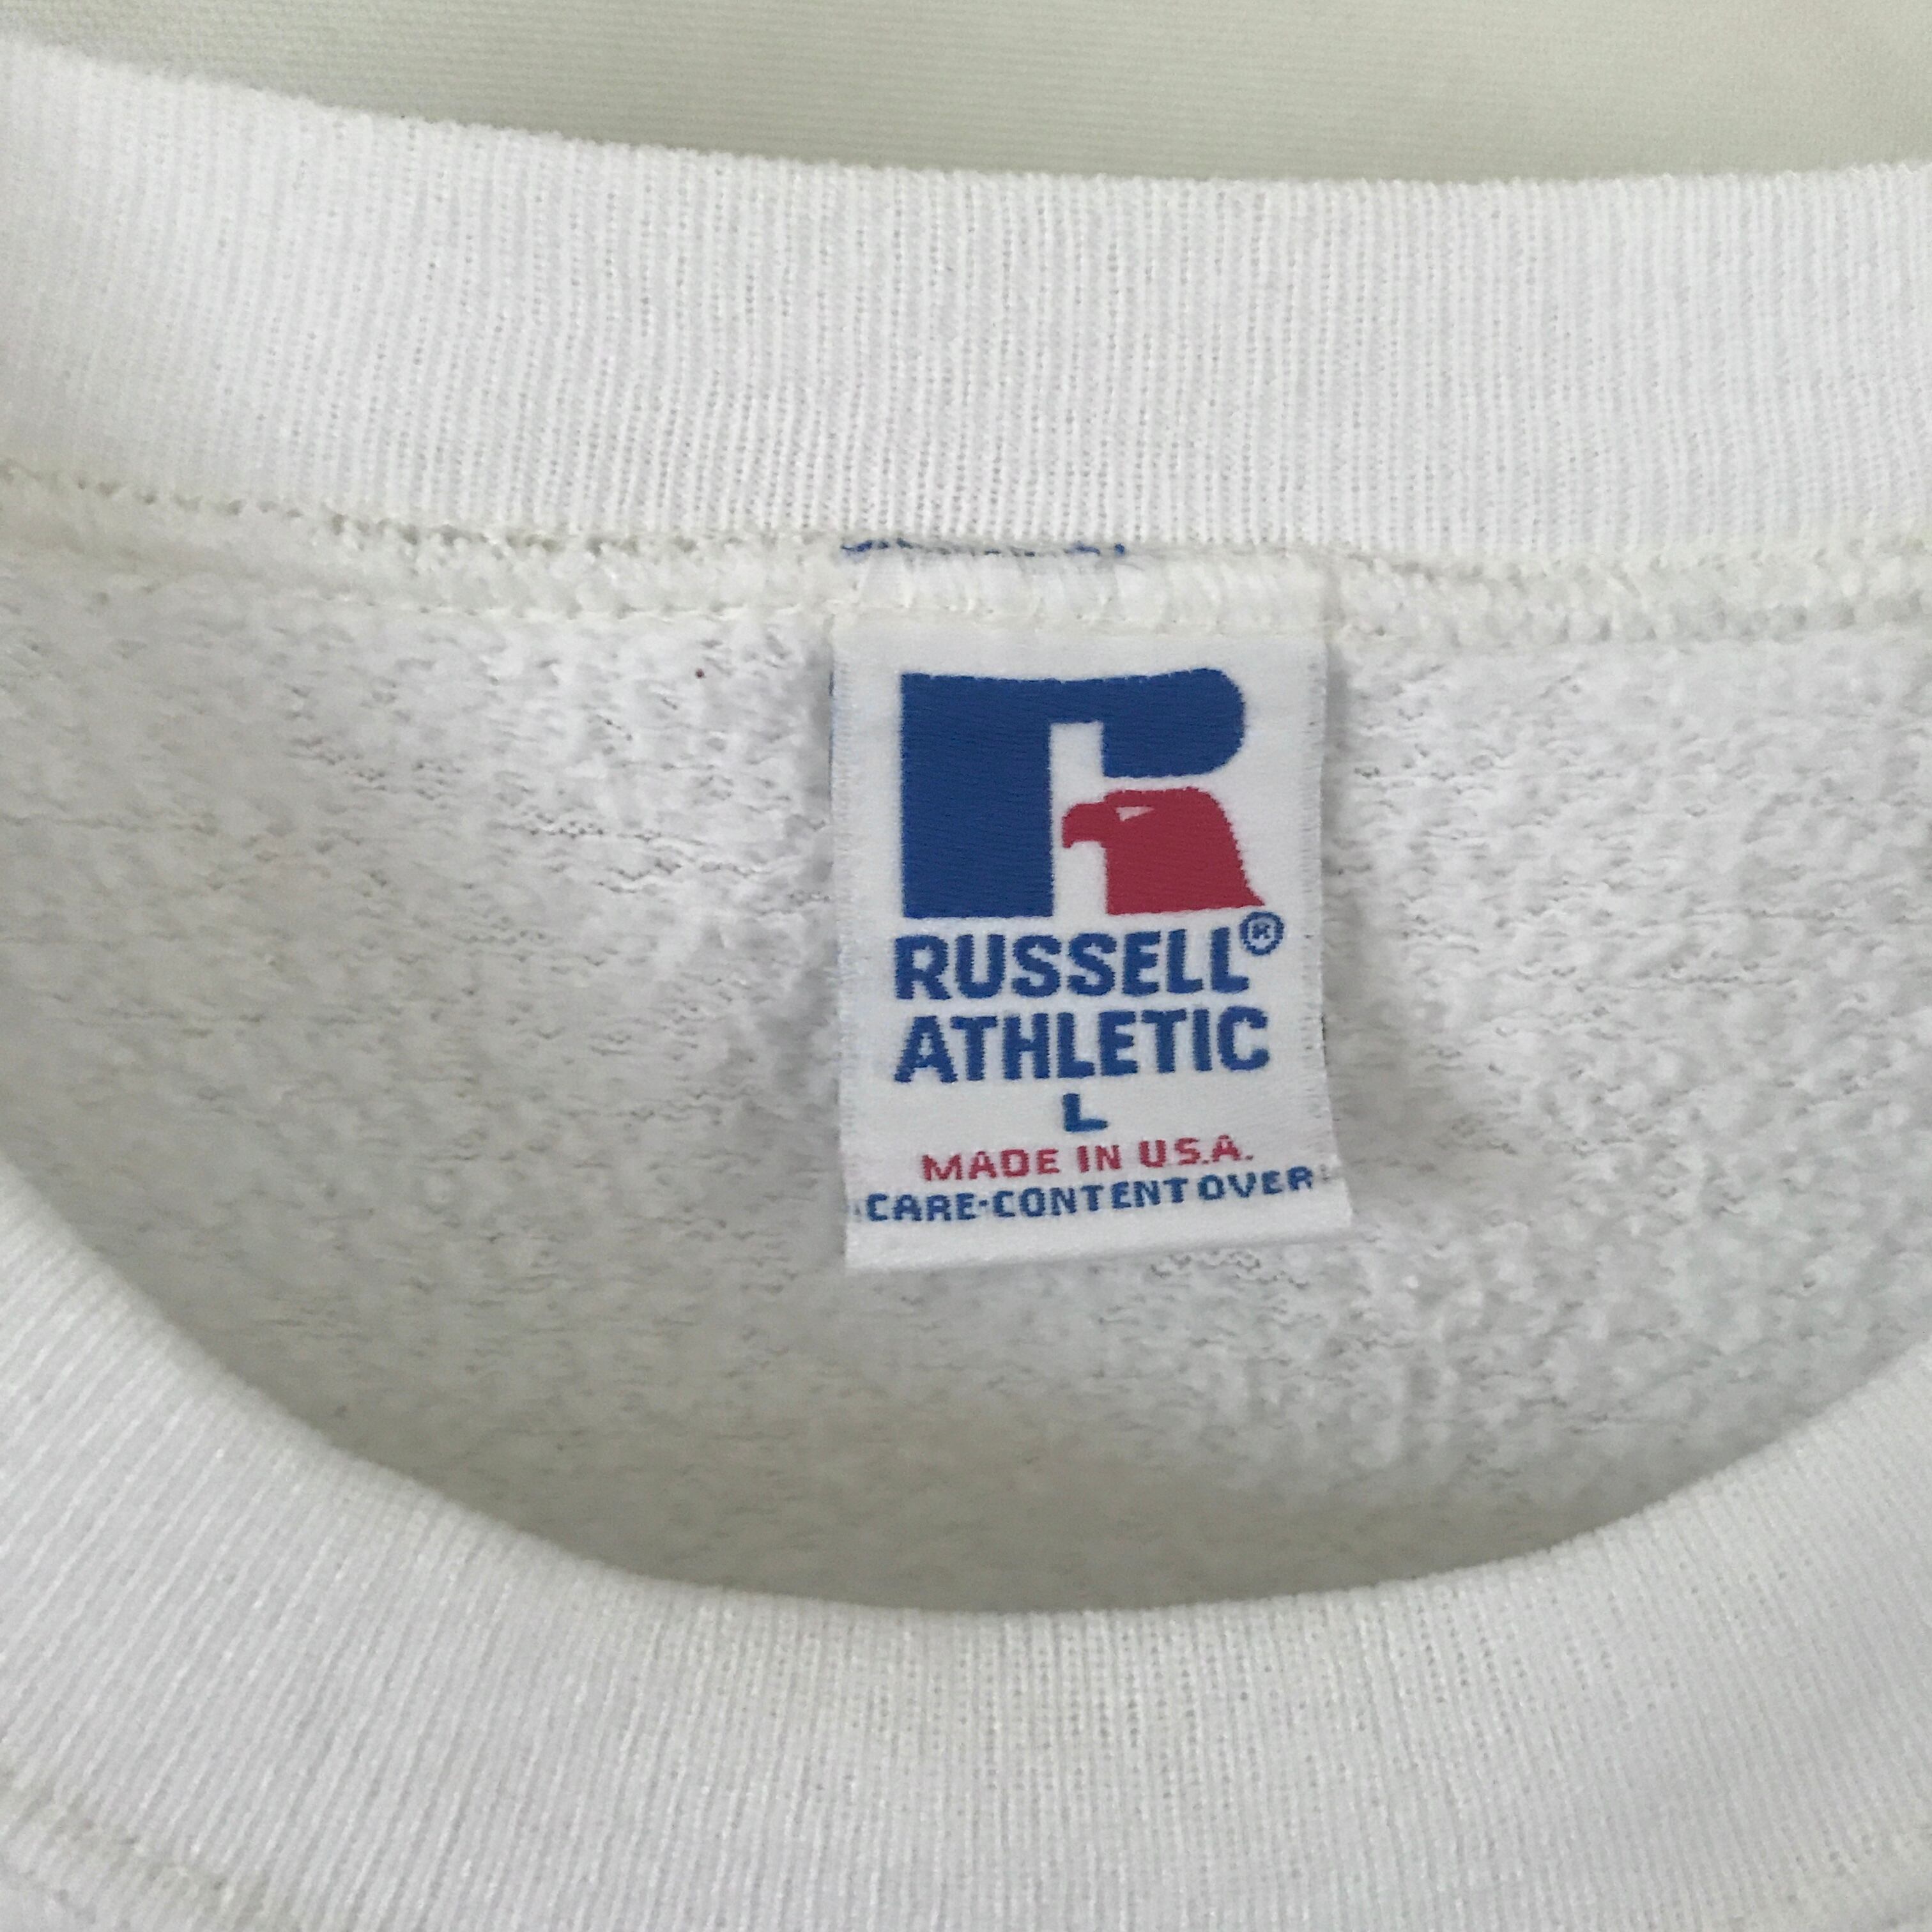 RUSSELL®
ATHLETIC
L
MADE IN U.S.A.
CARE-CONTENT OVER